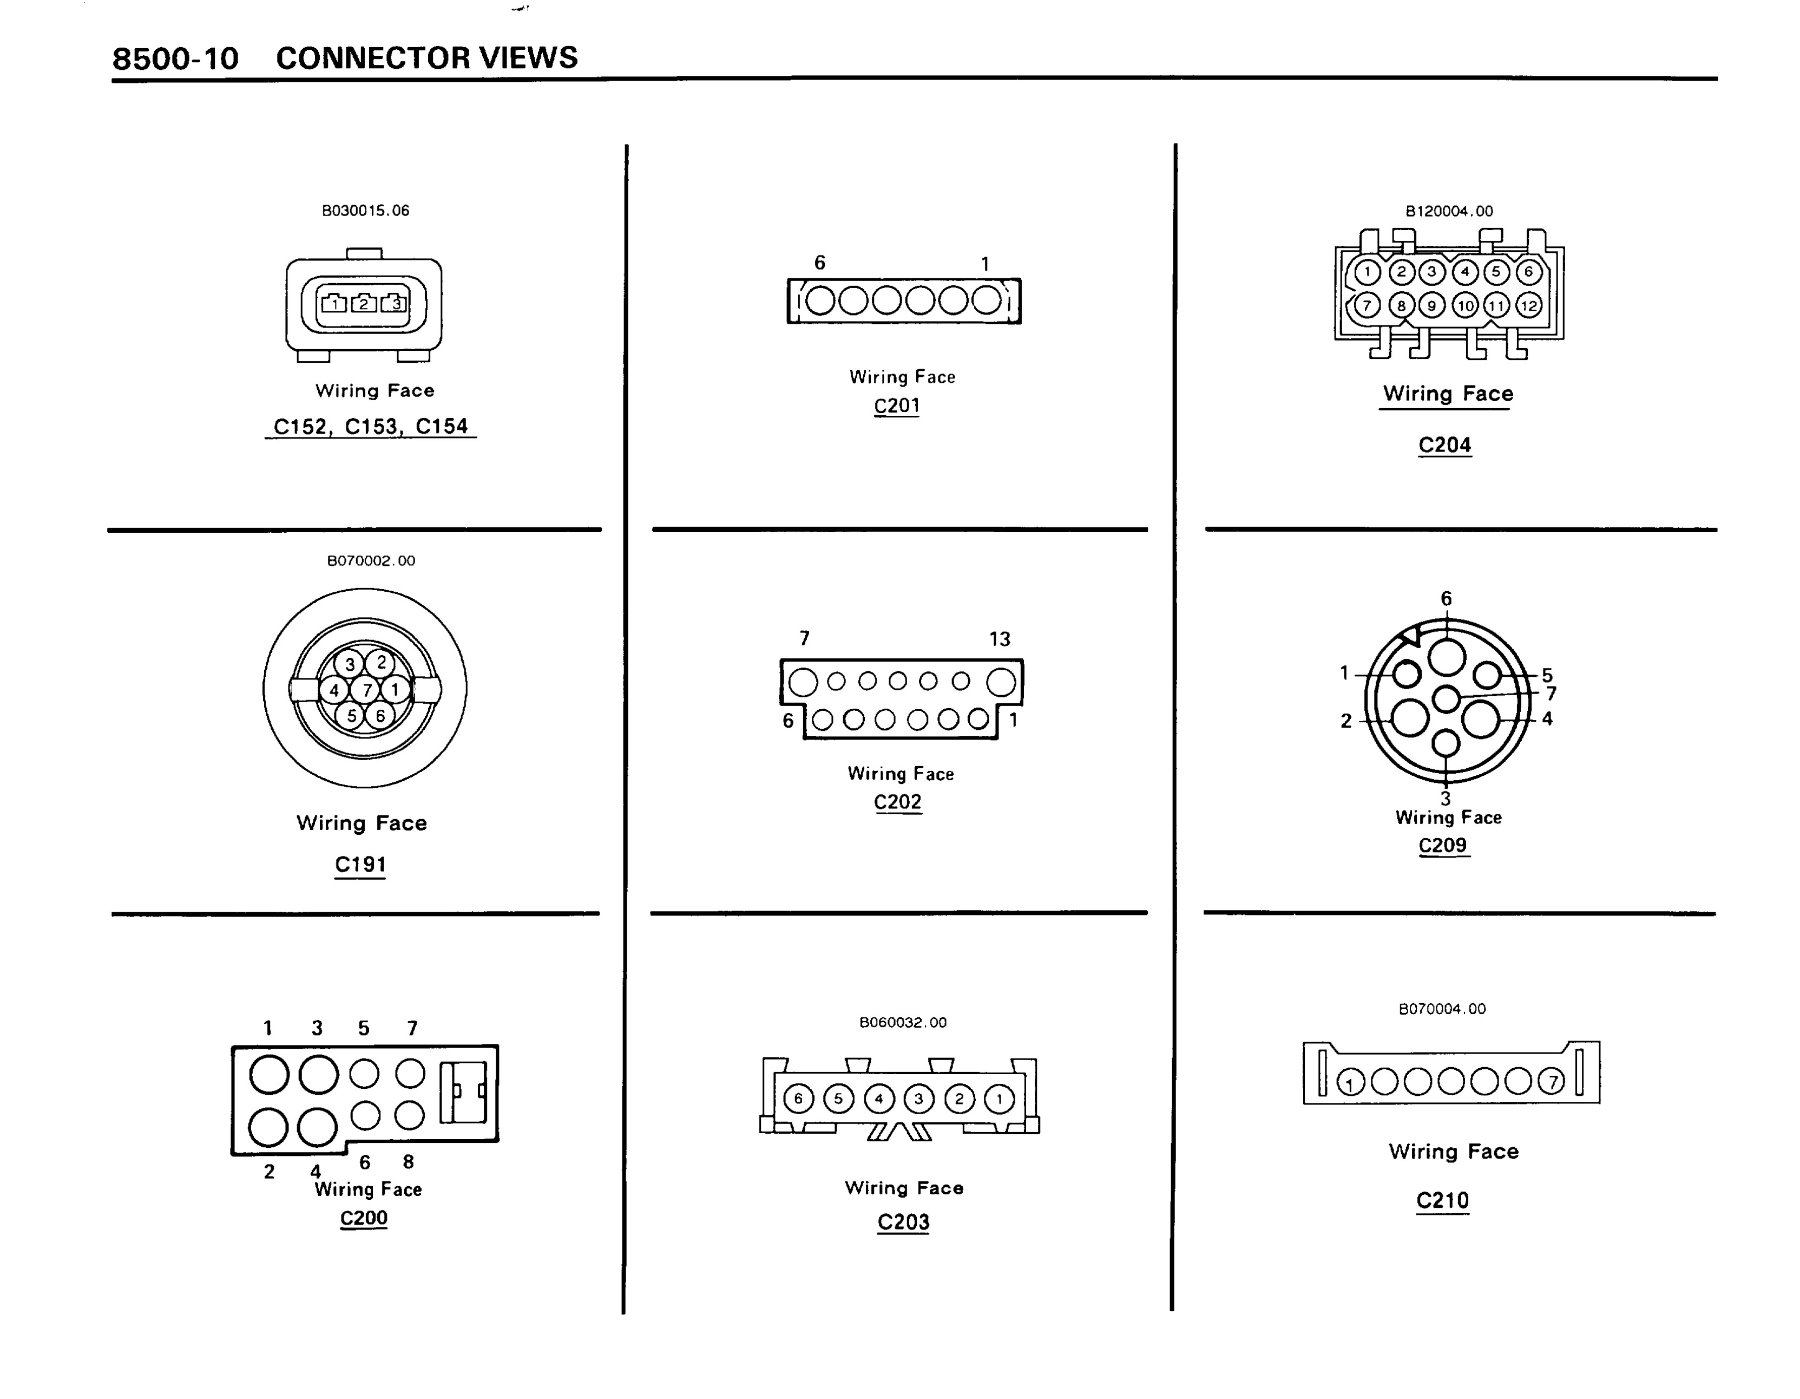 8500-10 CONNECTOR VIEWS
B030015.06
1 2 3
Wiring Face
C152, C153, C154
6 1
Wiring Face
C201
B120004.00
1 2 3 4 5 6
7 8 9 10 11 12
Wiring Face
C204
B070002.00
3 2
4 7 1
5 6
Wiring Face
C191
7 13
6 1
Wiring Face
C202
6
1 5
7
2 4
3
Wiring Face
C209
1 3 5 7
2 4 6 8
Wiring Face
C200
B060032.00
6 5 4 3 2 1
Wiring Face
C203
B070004.00
1 7
Wiring Face
C210